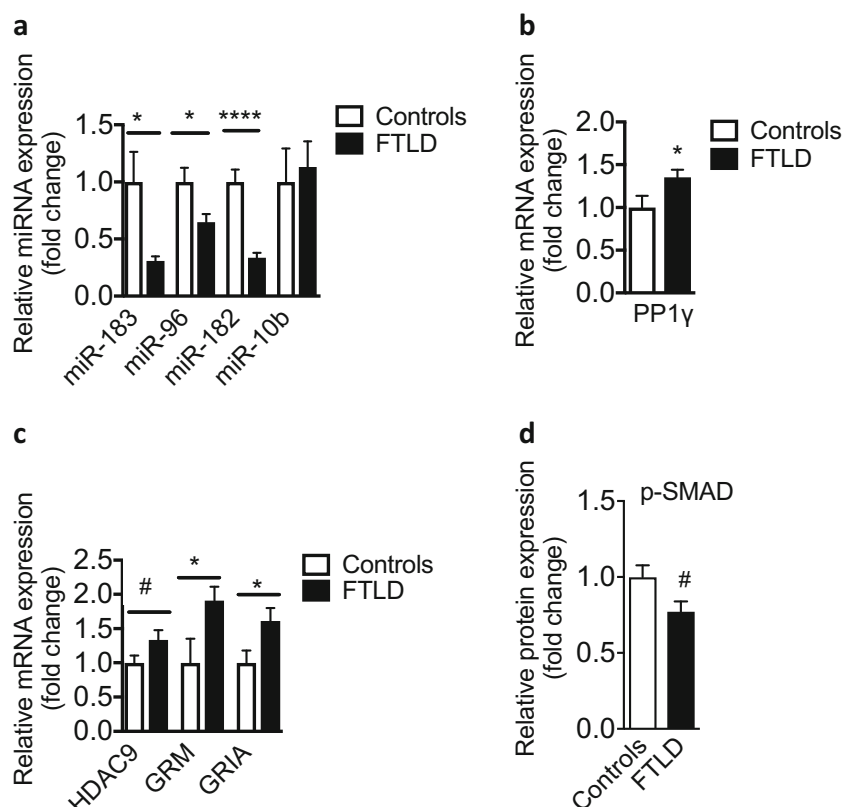 a
Relative miRNA expression
(fold change)
1.5
1.0
0.5
0.0
* * ****
Controls
FTLD
miR-183
miR-96
miR-182
miR-10b
b
Relative mRNA expression
(fold change)
2.0
1.5
1.0
0.5
0.0
*
Controls
FTLD
PP1γ
c
Relative mRNA expression
(fold change)
2.5
2.0
1.5
1.0
0.5
0.0
# * *
Controls
FTLD
HDAC9
GRM
GRIA
d
Relative protein expression
(fold change)
p-SMAD
1.5
1.0
0.5
0.0
#
Controls
FTLD